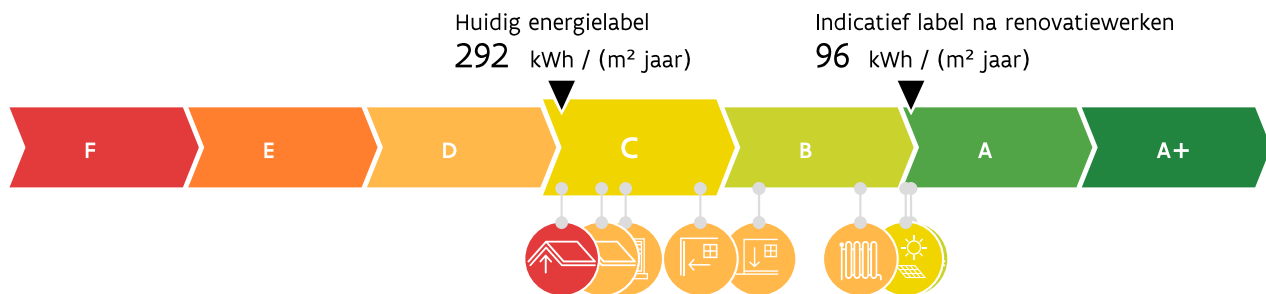 Huidig energielabel
292 kWh / (m² jaar)
Indicatief label na renovatiewerken
96 kWh / (m² jaar)
F E D C B A A+